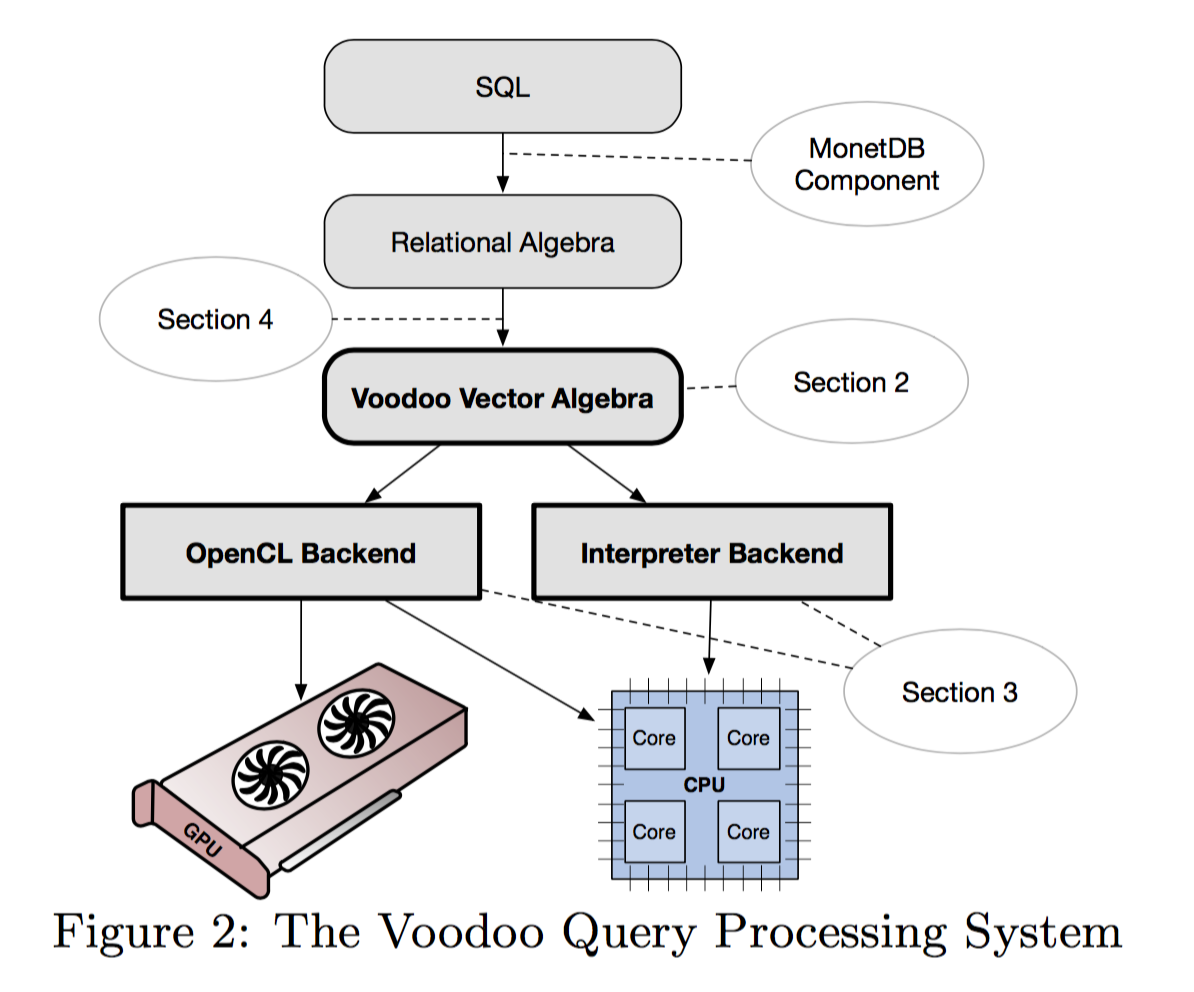 SQL
MonetDB
Component
Relational Algebra
Section 4
Voodoo Vector Algebra
Section 2
OpenCL Backend
Interpreter Backend
Section 3
GPU
Core
Core
CPU
Core
Core
Figure 2: The Voodoo Query Processing System